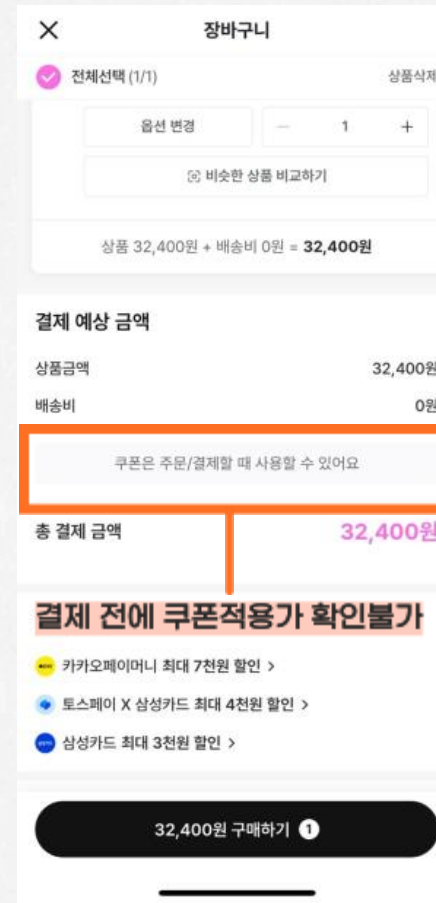 장바구니
전체선택 (1/1) 상품삭제
옵션 변경 — 1 +
비슷한 상품 비교하기
상품 32,400원 + 배송비 0원 = 32,400원
결제 예상 금액
상품금액 32,400원
배송비 0원
쿠폰은 주문/결제할 때 사용할 수 있어요
총 결제 금액 32,400원
결제 전에 쿠폰적용가 확인불가
카카오페이머니 최대 7천원 할인 >
토스페이 X 삼성카드 최대 4천원 할인 >
삼성카드 최대 3천원 할인 >
32,400원 구매하기 1